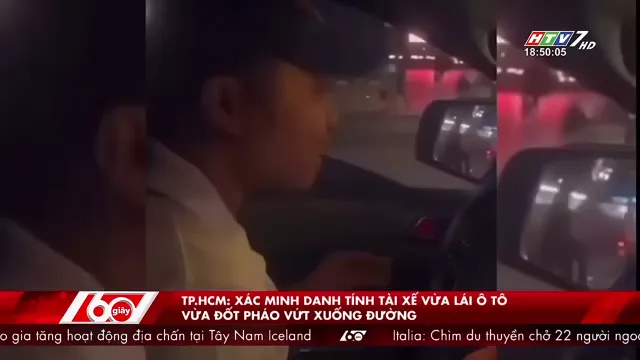 HTV7 HD
18:50:05
60 giây
TP.HCM: XÁC MINH DANH TÍNH TÀI XẾ VỪA LÁI Ô TÔ
VỪA ĐỐT PHÁO VỨT XUỐNG ĐƯỜNG
o gia tăng hoạt động địa chấn tại Tây Nam Iceland 60 giây Italia: Chìm du thuyền chở 22 người ngo